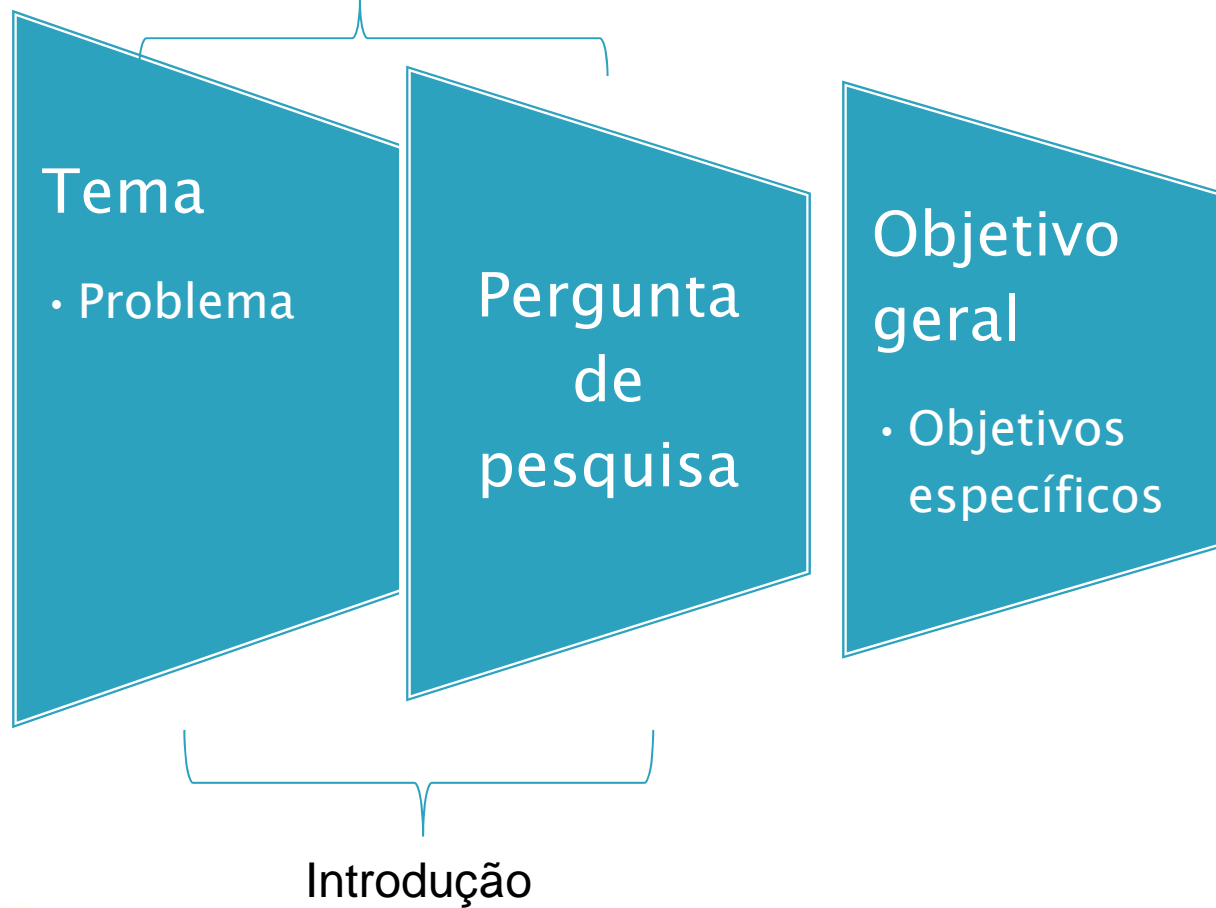 Tema
• Problema
Pergunta
de
pesquisa
Objetivo
geral
• Objetivos
específicos
Introdução